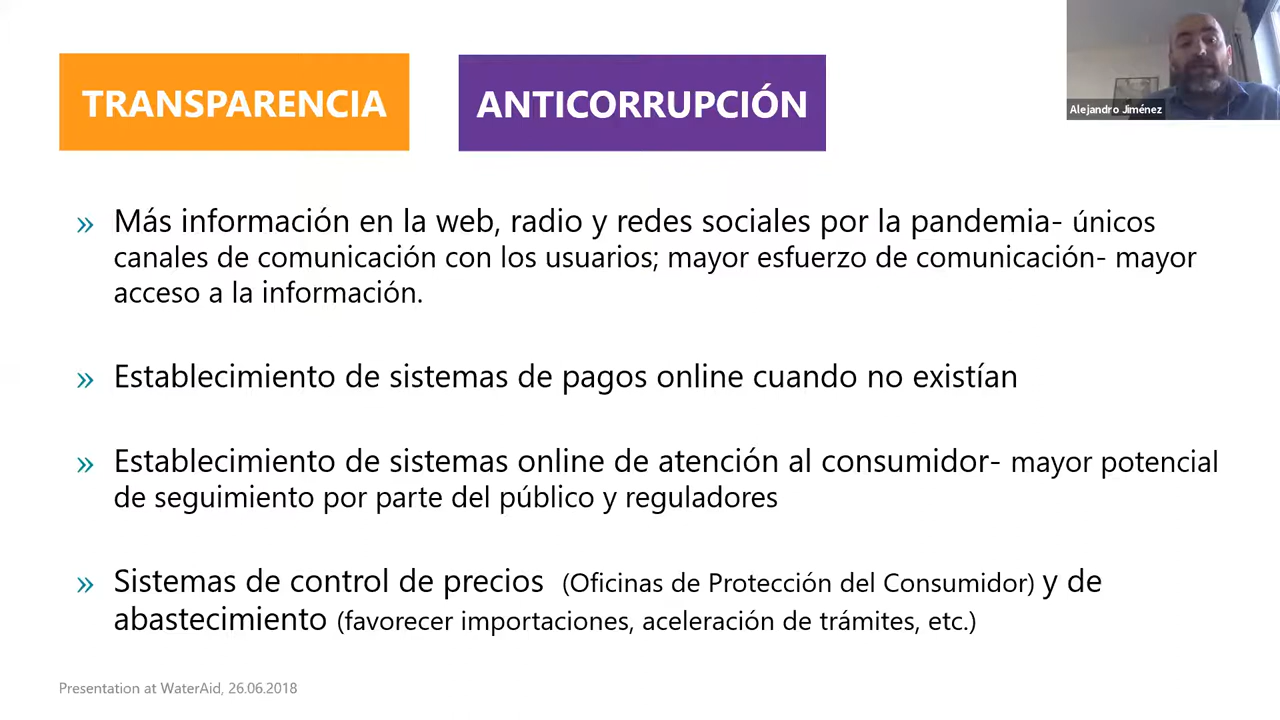 TRANSPARENCIA
ANTICORRUPCIÓN
Alejandro Jiménez
» Más información en la web, radio y redes sociales por la pandemia- únicos
canales de comunicación con los usuarios; mayor esfuerzo de comunicación- mayor
acceso a la información.
» Establecimiento de sistemas de pagos online cuando no existían
» Establecimiento de sistemas online de atención al consumidor- mayor potencial
de seguimiento por parte del público y reguladores
» Sistemas de control de precios (Oficinas de Protección del Consumidor) y de
abastecimiento (favorecer importaciones, aceleración de trámites, etc.)
Presentation at WaterAid, 26.06.2018